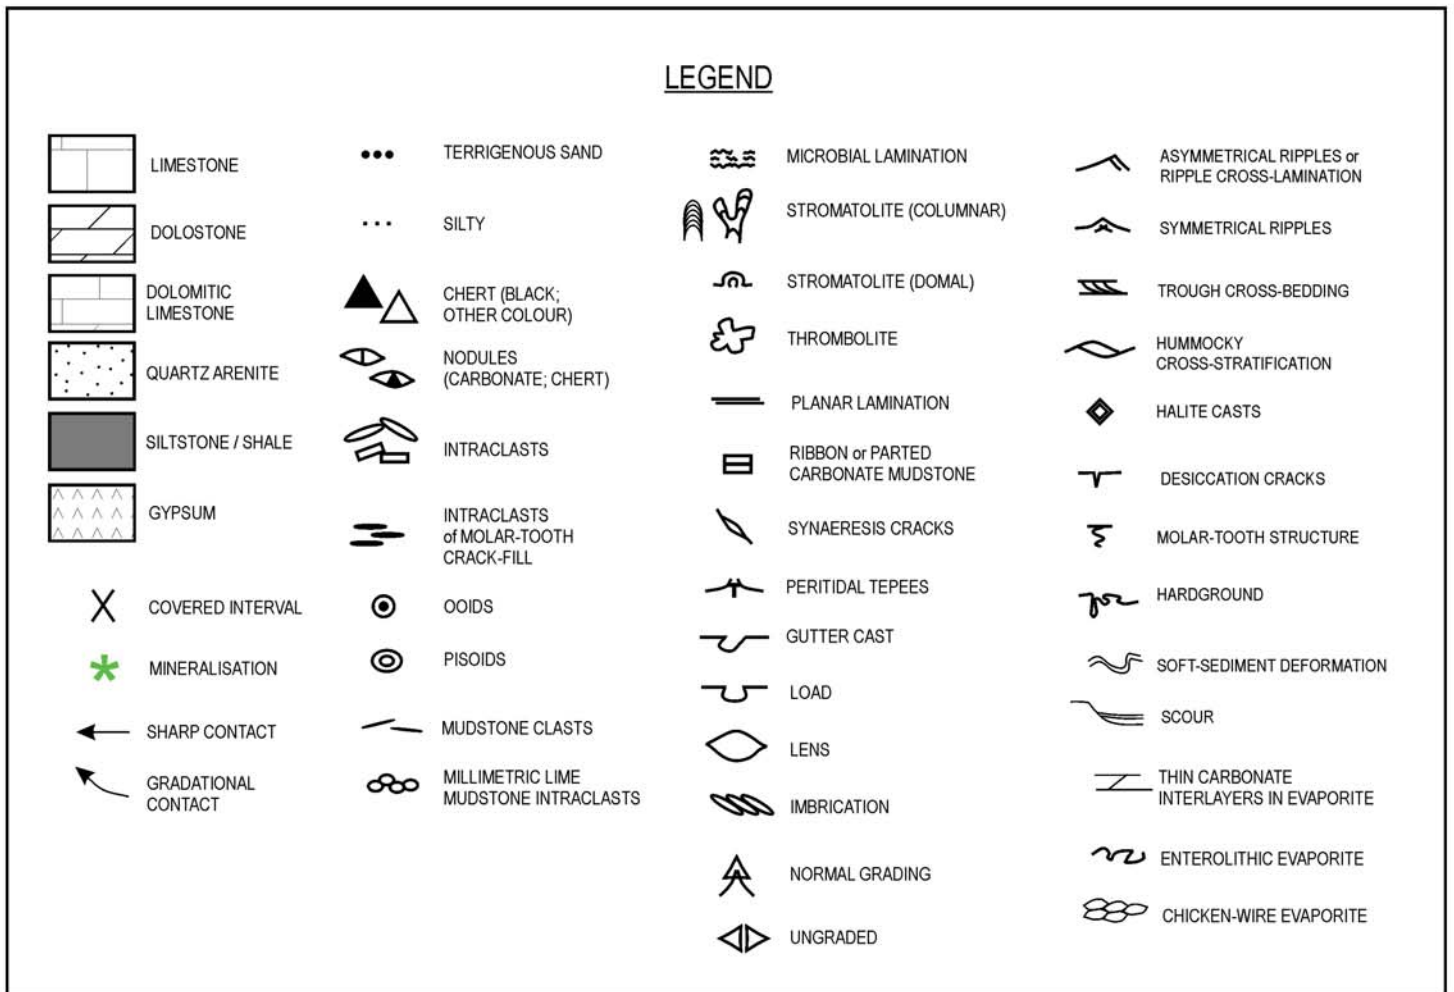 LEGEND
LIMESTONE
DOLOSTONE
DOLOMITIC
LIMESTONE
QUARTZ ARENITE
SILTSTONE / SHALE
GYPSUM
COVERED INTERVAL
MINERALISATION
SHARP CONTACT
GRADATIONAL
CONTACT
TERRIGENOUS SAND
SILTY
CHERT (BLACK;
OTHER COLOUR)
NODULES
(CARBONATE; CHERT)
INTRACLASTS
INTRACLASTS
of MOLAR-TOOTH
CRACK-FILL
OOIDS
PISOIDS
MUDSTONE CLASTS
MILLIMETRIC LIME
MUDSTONE INTRACLASTS
MICROBIAL LAMINATION
STROMATOLITE (COLUMNAR)
STROMATOLITE (DOMAL)
THROMBOLITE
PLANAR LAMINATION
RIBBON or PARTED
CARBONATE MUDSTONE
SYNAERESIS CRACKS
PERITIDAL TEPEES
GUTTER CAST
LOAD
LENS
IMBRICATION
NORMAL GRADING
UNGRADED
ASYMMETRICAL RIPPLES or
RIPPLE CROSS-LAMINATION
SYMMETRICAL RIPPLES
TROUGH CROSS-BEDDING
HUMMOCKY
CROSS-STRATIFICATION
HALITE CASTS
DESICCATION CRACKS
MOLAR-TOOTH STRUCTURE
HARDGROUND
SOFT-SEDIMENT DEFORMATION
SCOUR
THIN CARBONATE
INTERLAYERS IN EVAPORITE
ENTEROLITHIC EVAPORITE
CHICKEN-WIRE EVAPORITE